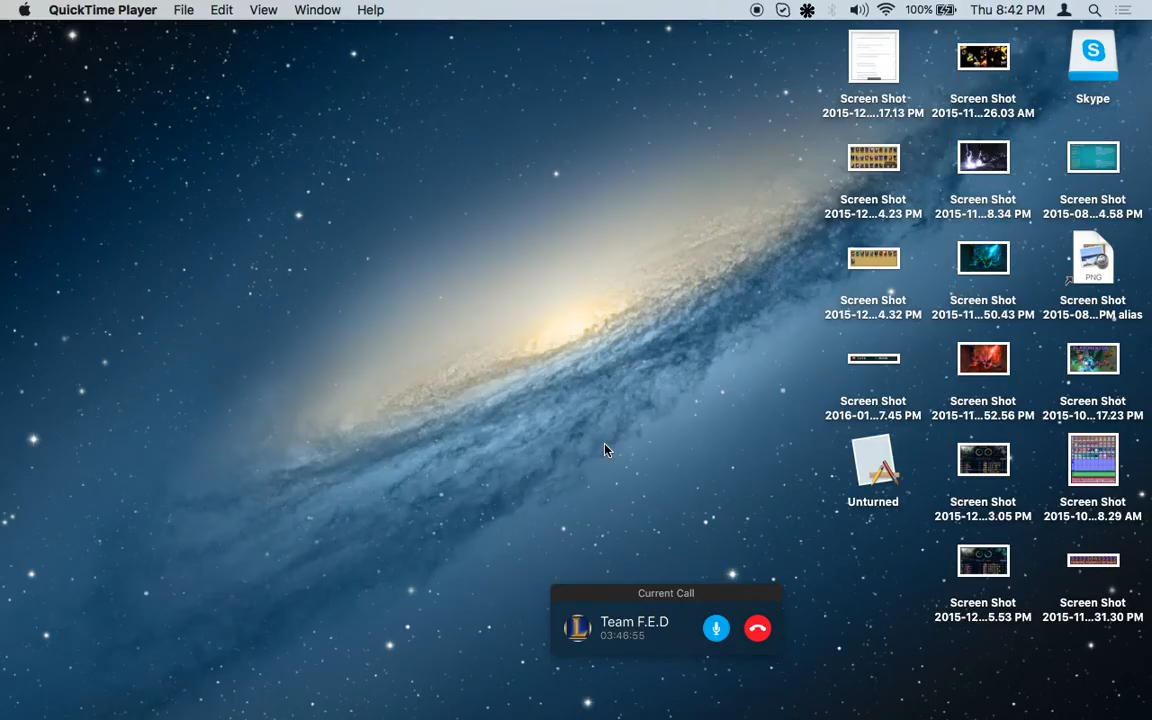 QuickTime Player File Edit View Window Help 100% Thu 8:42 PM
Screen Shot
2015-12....17.13 PM
Screen Shot
2015-11...26.03 AM
Skype
Screen Shot
2015-12...4.23 PM
Screen Shot
2015-11...8.34 PM
Screen Shot
2015-08...4.58 PM
PNG
Screen Shot
2015-12...4.32 PM
Screen Shot
2015-11...50.43 PM
Screen Shot
2015-08...PM alias
Screen Shot
2016-01...7.45 PM
Screen Shot
2015-11...52.56 PM
Screen Shot
2015-10...17.23 PM
Unturned
Screen Shot
2015-12...3.05 PM
Screen Shot
2015-10...8.29 AM
Screen Shot
2015-12...5.53 PM
Screen Shot
2015-11...31.30 PM
Current Call
L
Team F.E.D
03:46:55